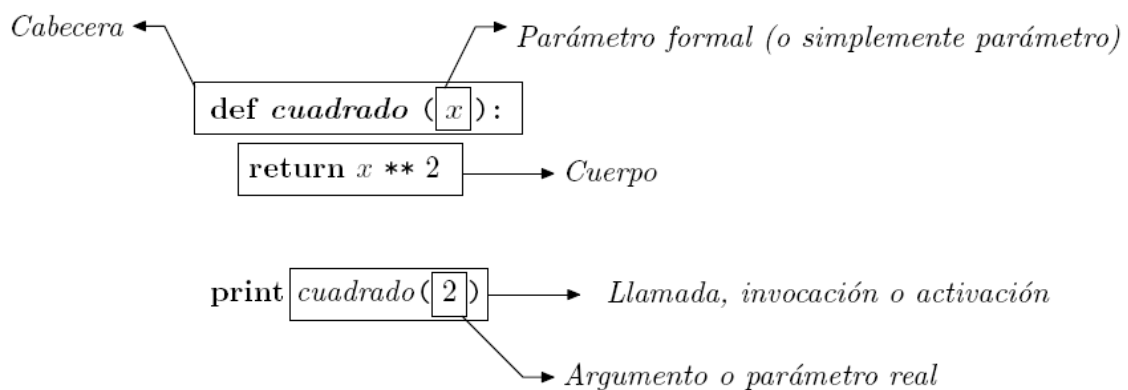 Cabecera
Parámetro formal (o simplemente parámetro)
def cuadrado (x):
return x ** 2
Cuerpo
print cuadrado(2)
Llamada, invocación o activación
Argumento o parámetro real